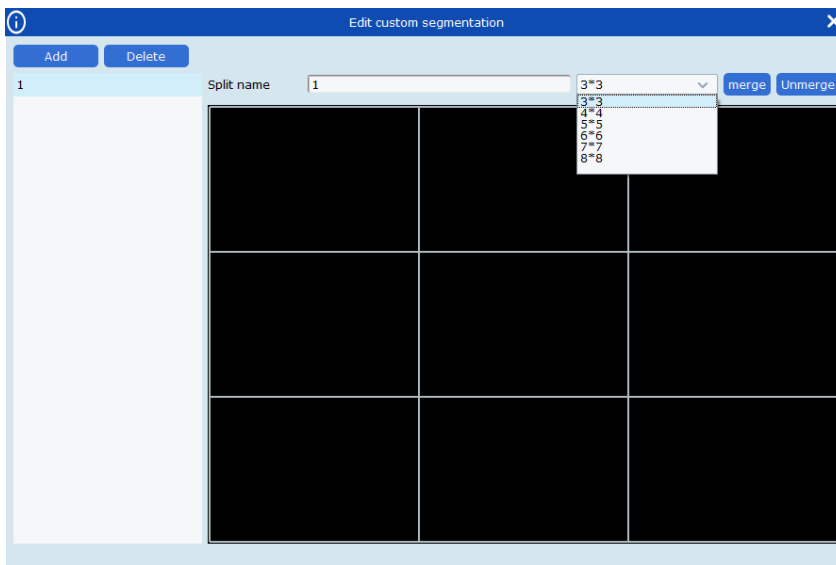 Edit custom segmentation
Add Delete
1
Split name 1 3*3 merge Unmerge
3*3
4*4
5*5
6*6
7*7
8*8